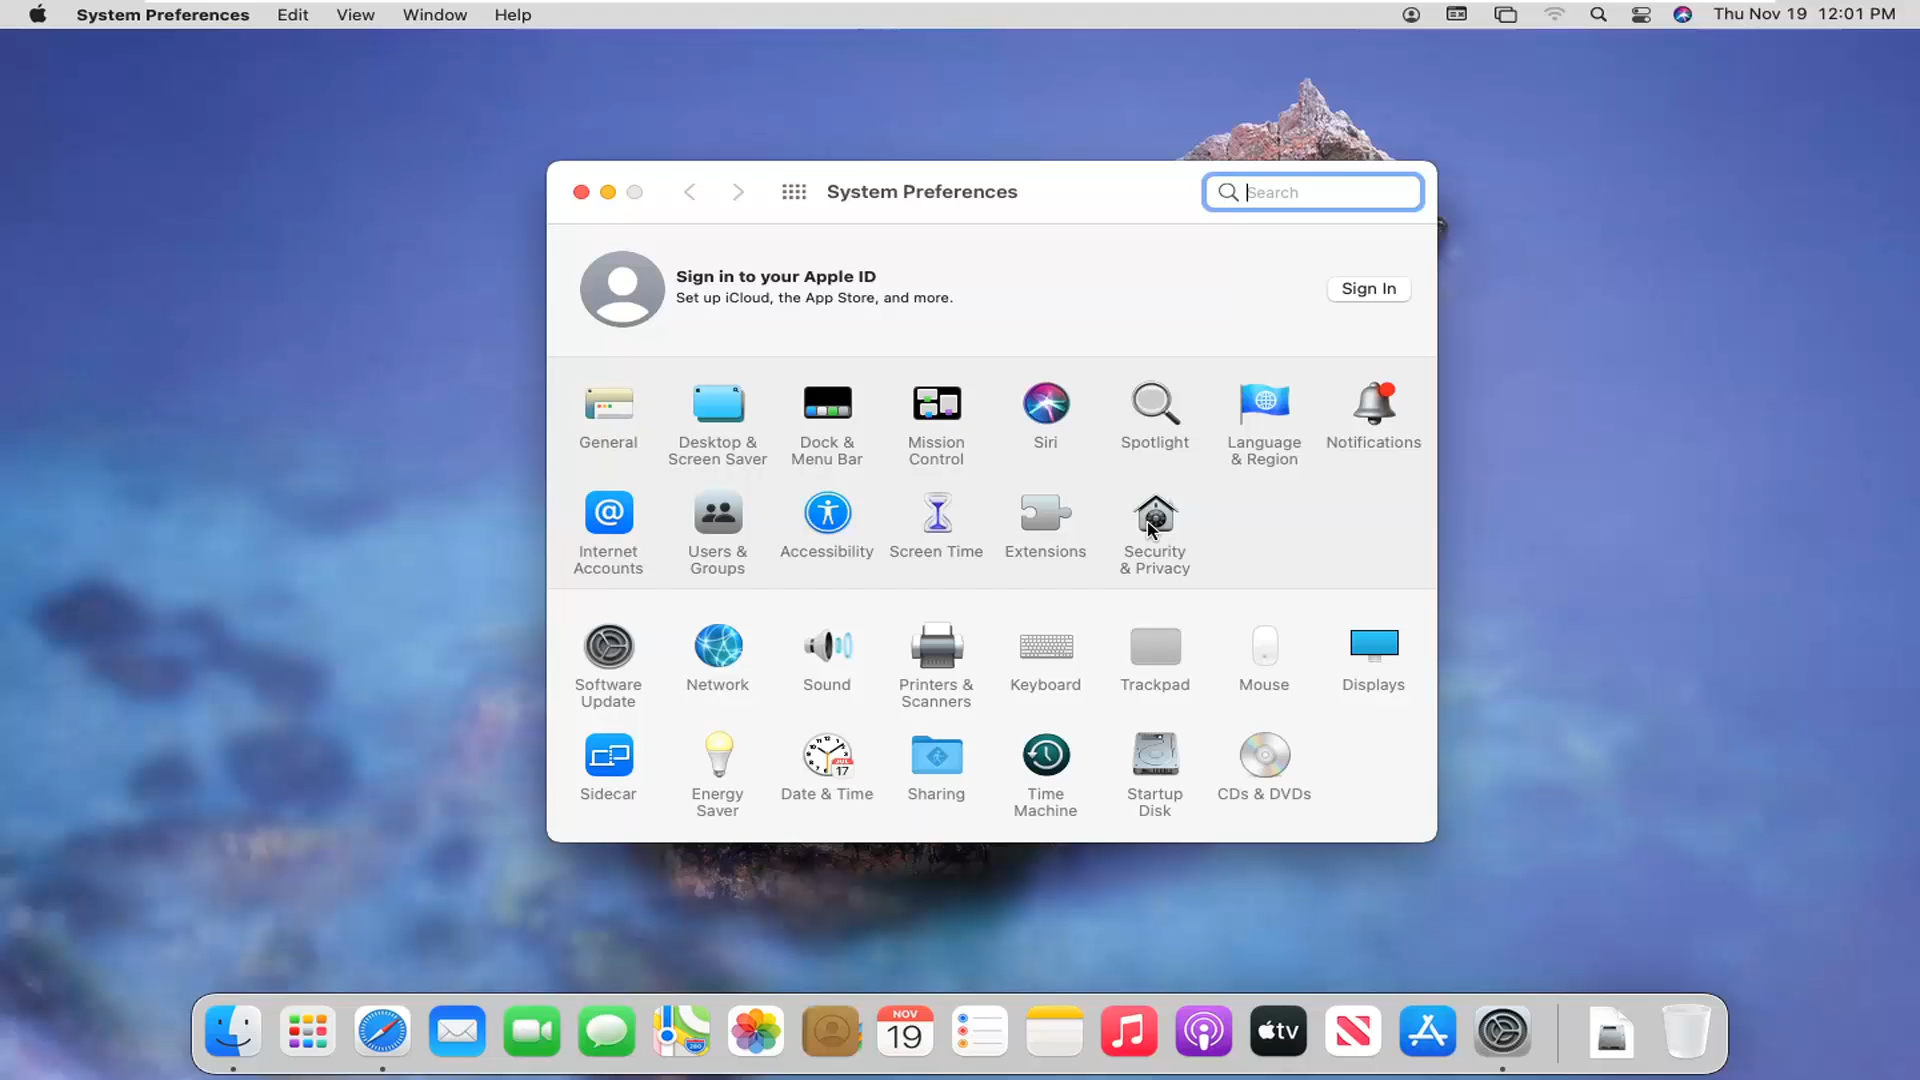 System Preferences Edit View Window Help Thu Nov 19 12:01 PM
System Preferences
Search
Sign in to your Apple ID
Set up iCloud, the App Store, and more.
Sign In
General
Desktop &
Screen Saver
Dock &
Menu Bar
Mission
Control
Siri
Spotlight
Language
& Region
Notifications
Internet
Accounts
Users &
Groups
Accessibility
Screen Time
Extensions
Security
& Privacy
Software
Update
Network
Sound
Printers &
Scanners
Keyboard
Trackpad
Mouse
Displays
Sidecar
Energy
Saver
JUL
17
Date & Time
Sharing
Time
Machine
Startup
Disk
CDs & DVDs
NOV
19
tv